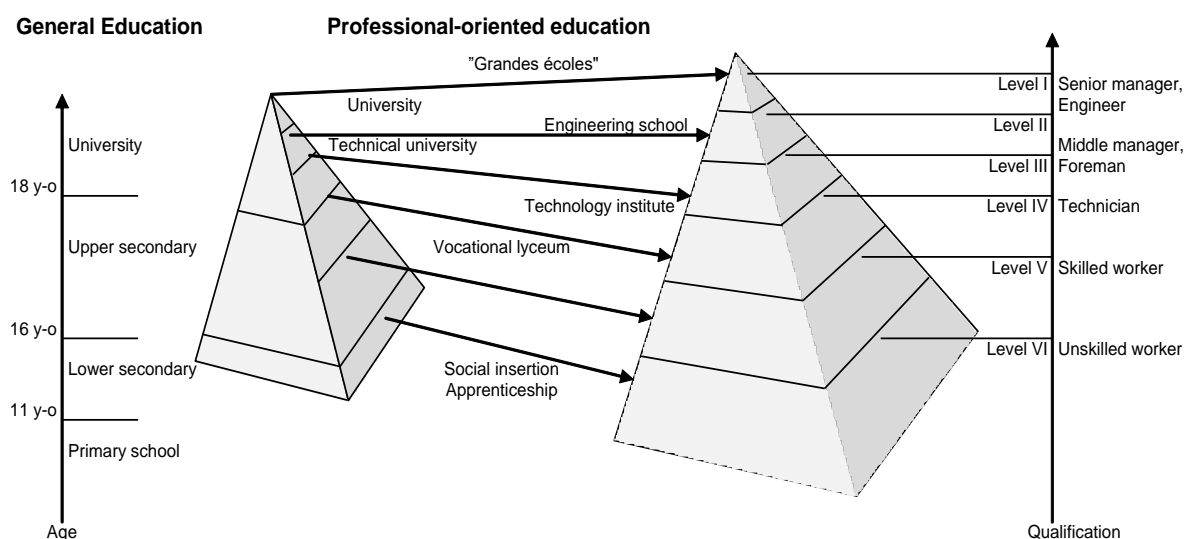 General Education
Professional-oriented education
”Grandes écoles"
University
Engineering school
Technical university
Technology institute
Vocational lyceum
Social insertion
Apprenticeship
University
18 y-o
Upper secondary
16 y-o
Lower secondary
11 y-o
Primary school
Age
Level I
Senior manager,
Engineer
Level II
Middle manager,
Foreman
Level III
Level IV
Technician
Level V
Skilled worker
Level VI
Unskilled worker
Qualification